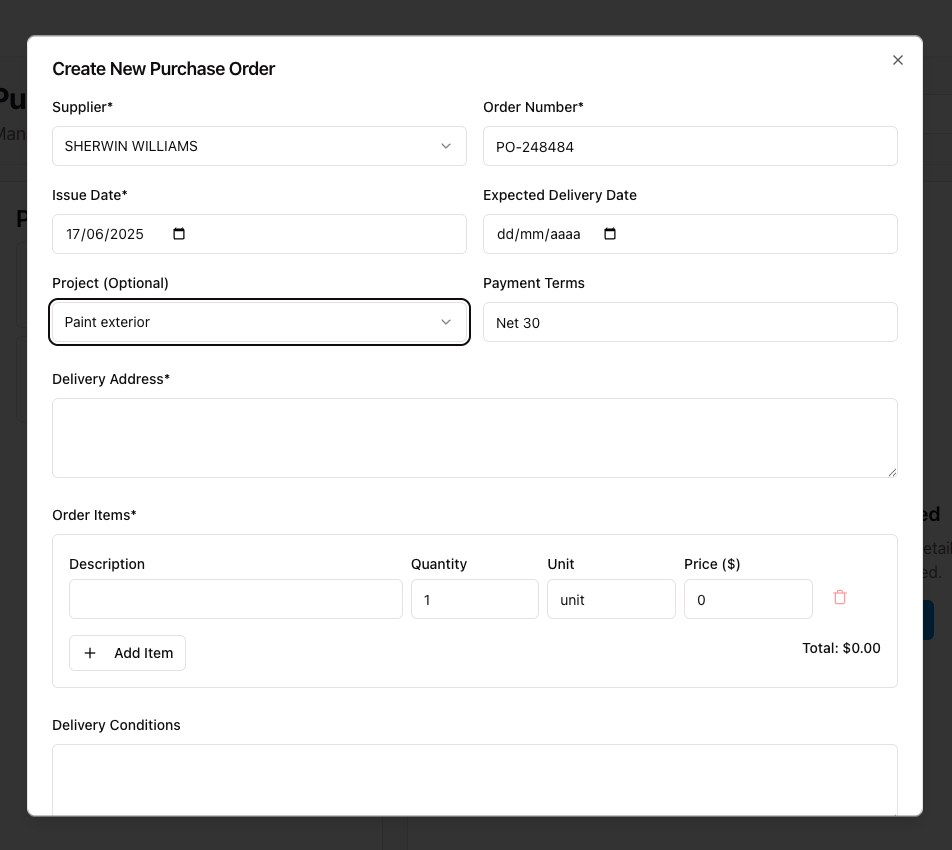 Create New Purchase Order
Supplier* Order Number*
SHERWIN WILLIAMS PO-248484
Issue Date* Expected Delivery Date
17/06/2025 dd/mm/aaaa
Project (Optional) Payment Terms
Paint exterior Net 30
Delivery Address*
Order Items*
Description Quantity Unit Price ($)
1 unit 0
Add Item Total: $0.00
Delivery Conditions